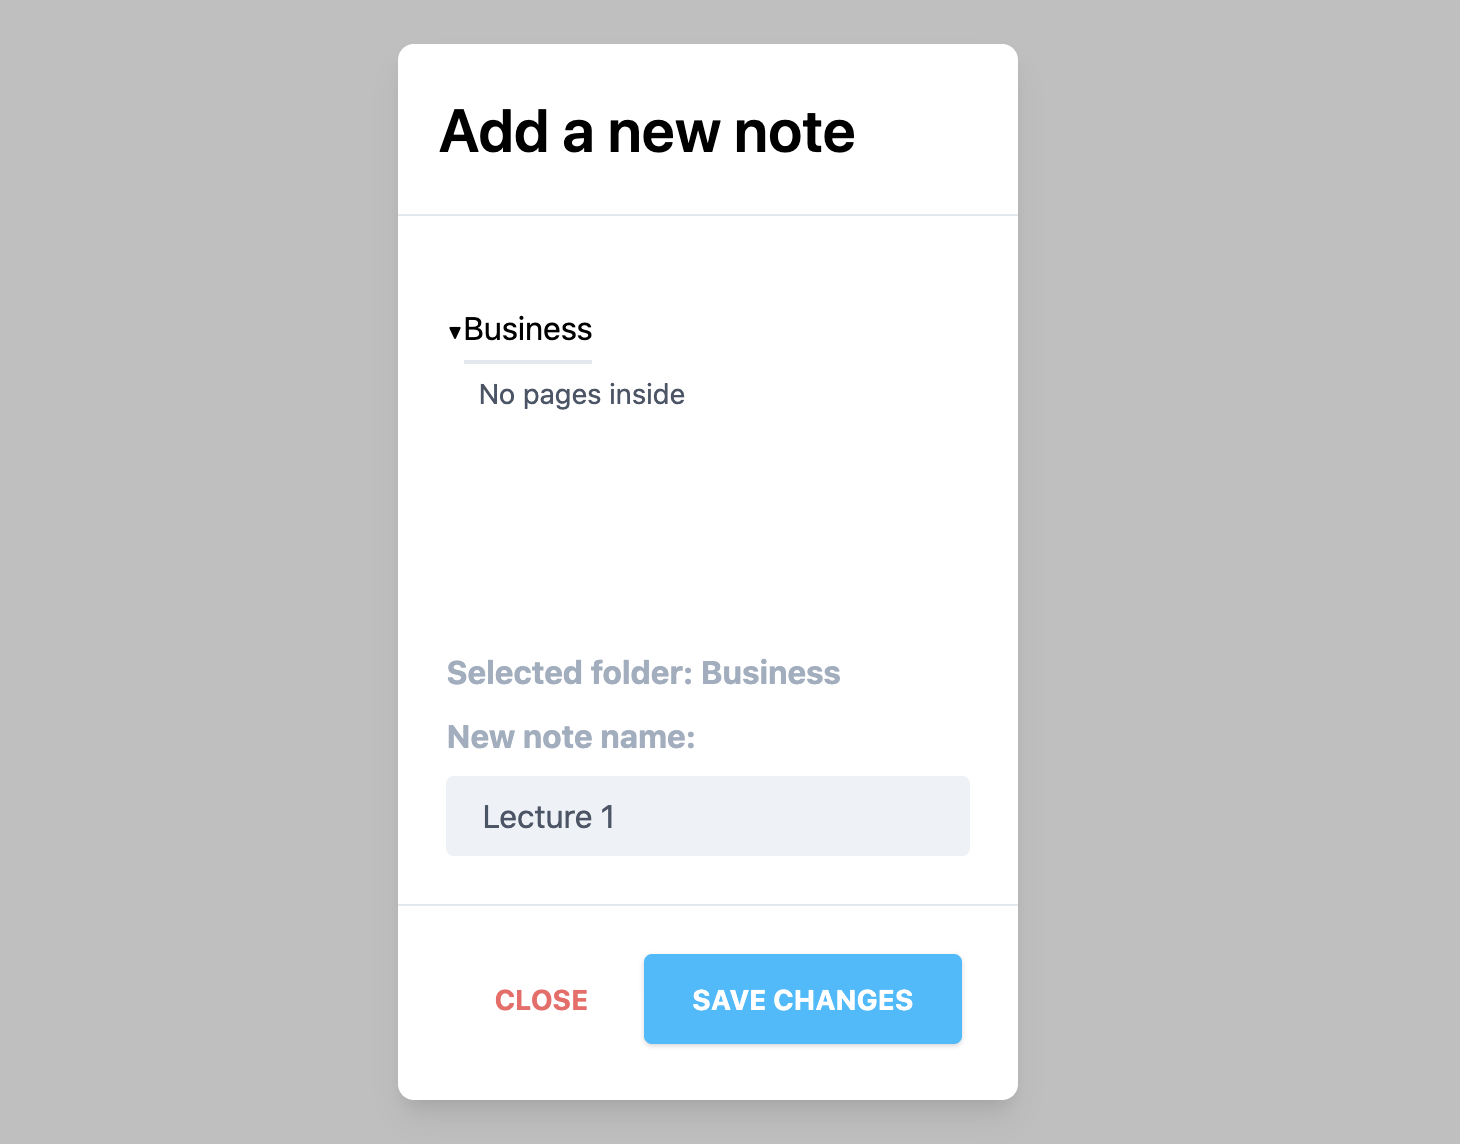 Add a new note
▾Business
No pages inside
Selected folder: Business
New note name:
Lecture 1
CLOSE SAVE CHANGES